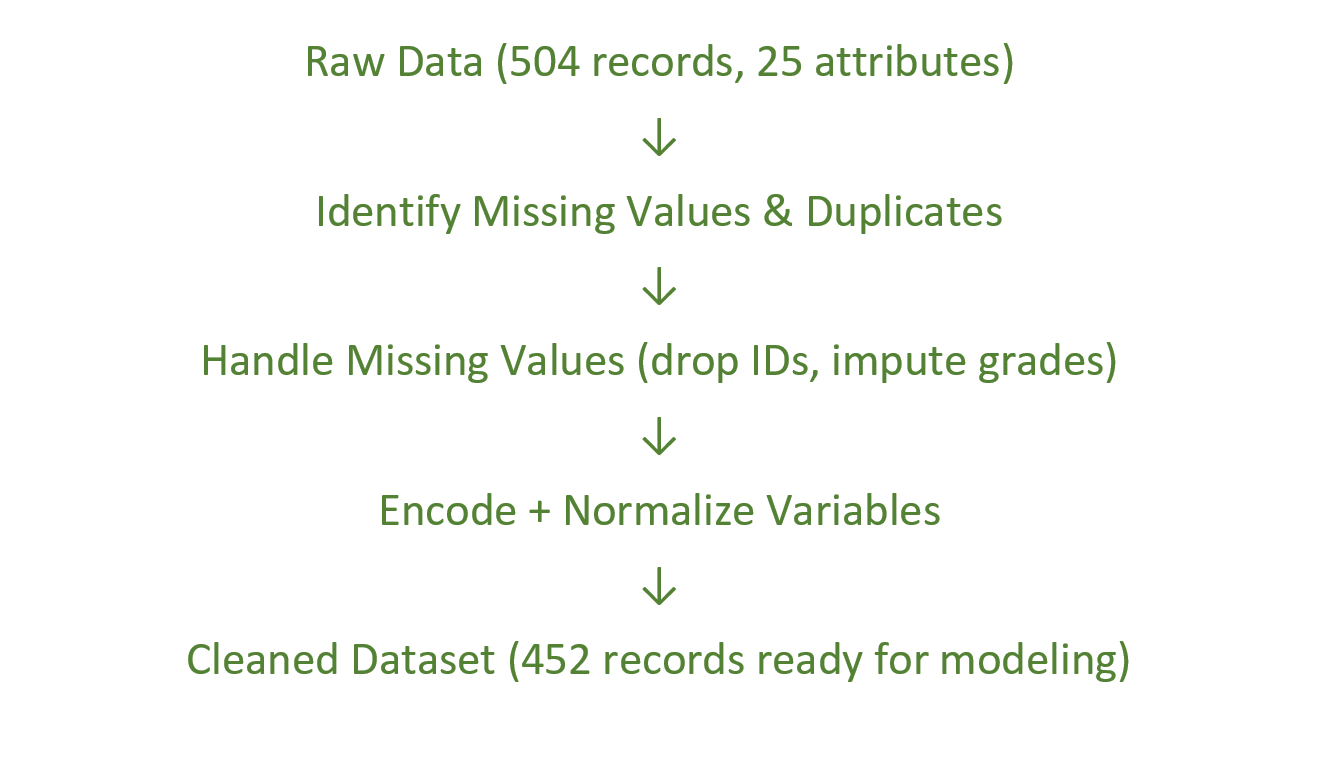 Raw Data (504 records, 25 attributes)
↓
Identify Missing Values & Duplicates
↓
Handle Missing Values (drop IDs, impute grades)
↓
Encode + Normalize Variables
↓
Cleaned Dataset (452 records ready for modeling)